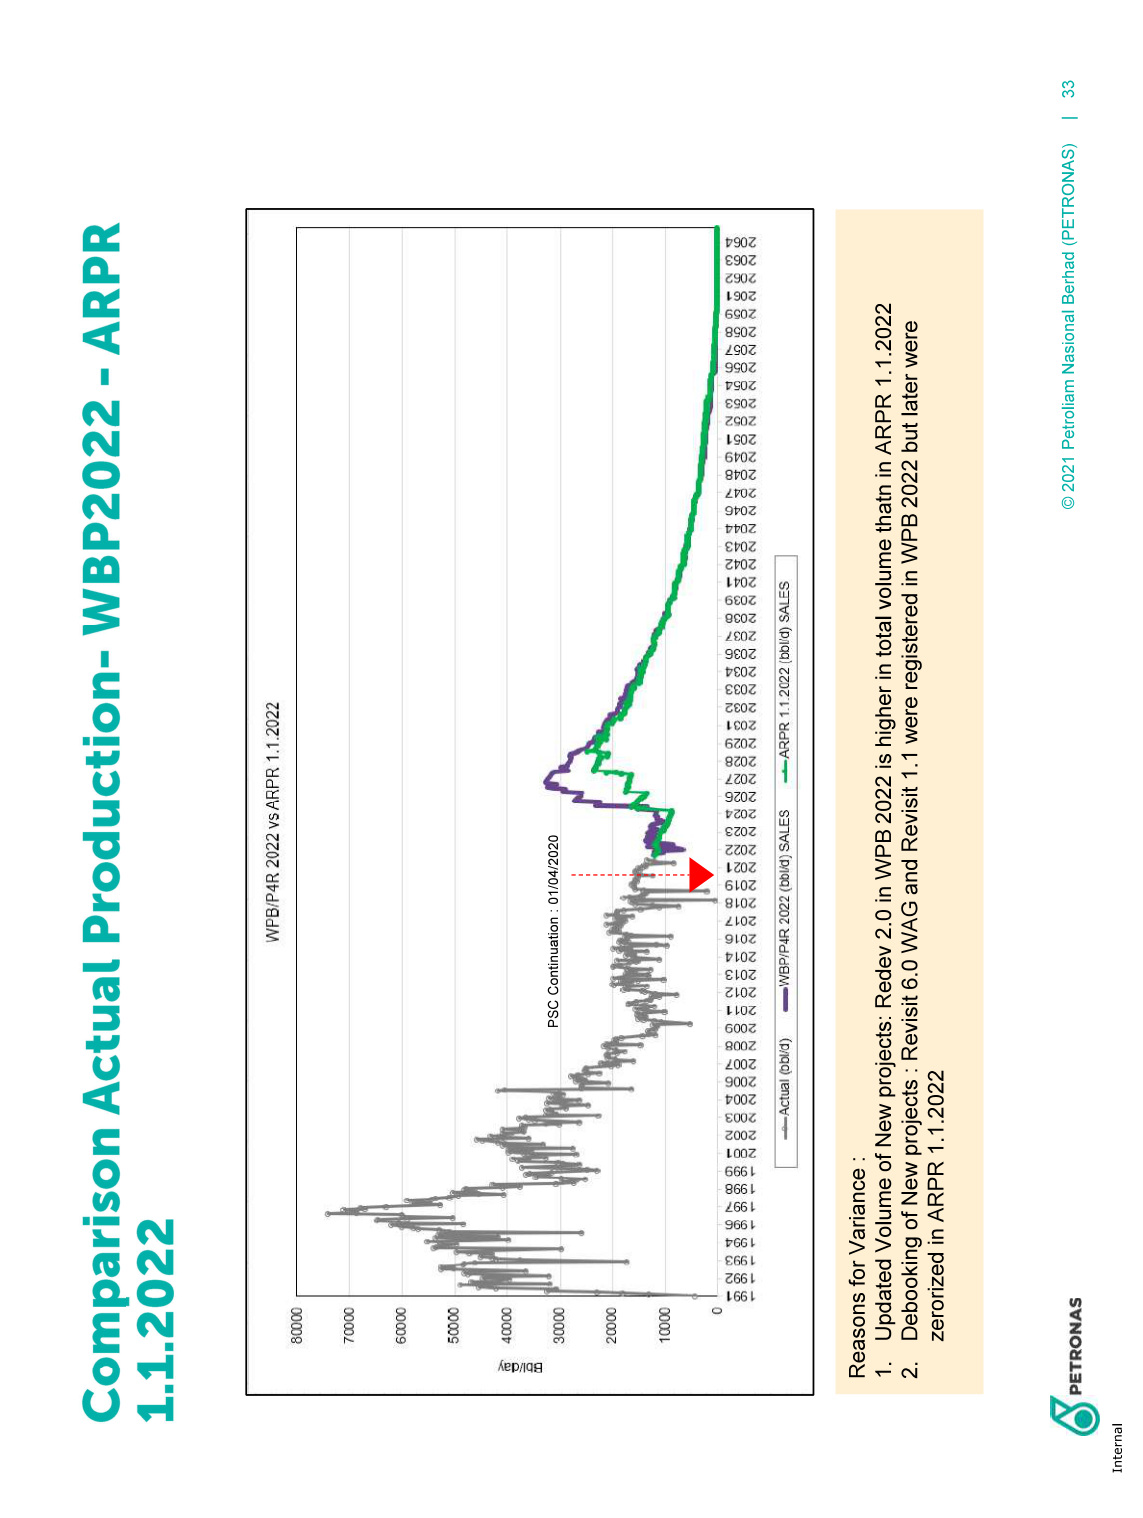 Comparison Actual Production- WBP2022 - ARPR
1.1.2022
WPB/P4R 2022 vs ARPR 1.1.2022
Bbl/day
80000
70000
60000
50000
40000
30000
20000
10000
0
PSC Continuation : 01/04/2020
1991 1992 1993 1994 1996 1997 1998 1999 2001 2002 2003 2004 2006 2007 2008 2009 2011 2012 2013 2014 2016 2017 2018 2019 2021 2022 2023 2024 2026 2027 2028 2029 2031 2032 2033 2034 2036 2037 2038 2039 2041 2042 2043 2044 2046 2047 2048 2049 2051 2052 2053 2054 2056 2057 2058 2059 2061 2062 2063 2064
Actual (bbl/d) WBP/P4R 2022 (bbl/d) SALES ARPR 1.1.2022 (bbl/d) SALES
Reasons for Variance :
1. Updated Volume of New projects: Redev 2.0 in WPB 2022 is higher in total volume thatn in ARPR 1.1.2022
2. Debooking of New projects : Revisit 6.0 WAG and Revisit 1.1 were registered in WPB 2022 but later were
zerorized in ARPR 1.1.2022
PETRONAS
© 2021 Petroliam Nasional Berhad (PETRONAS) | 33
Internal